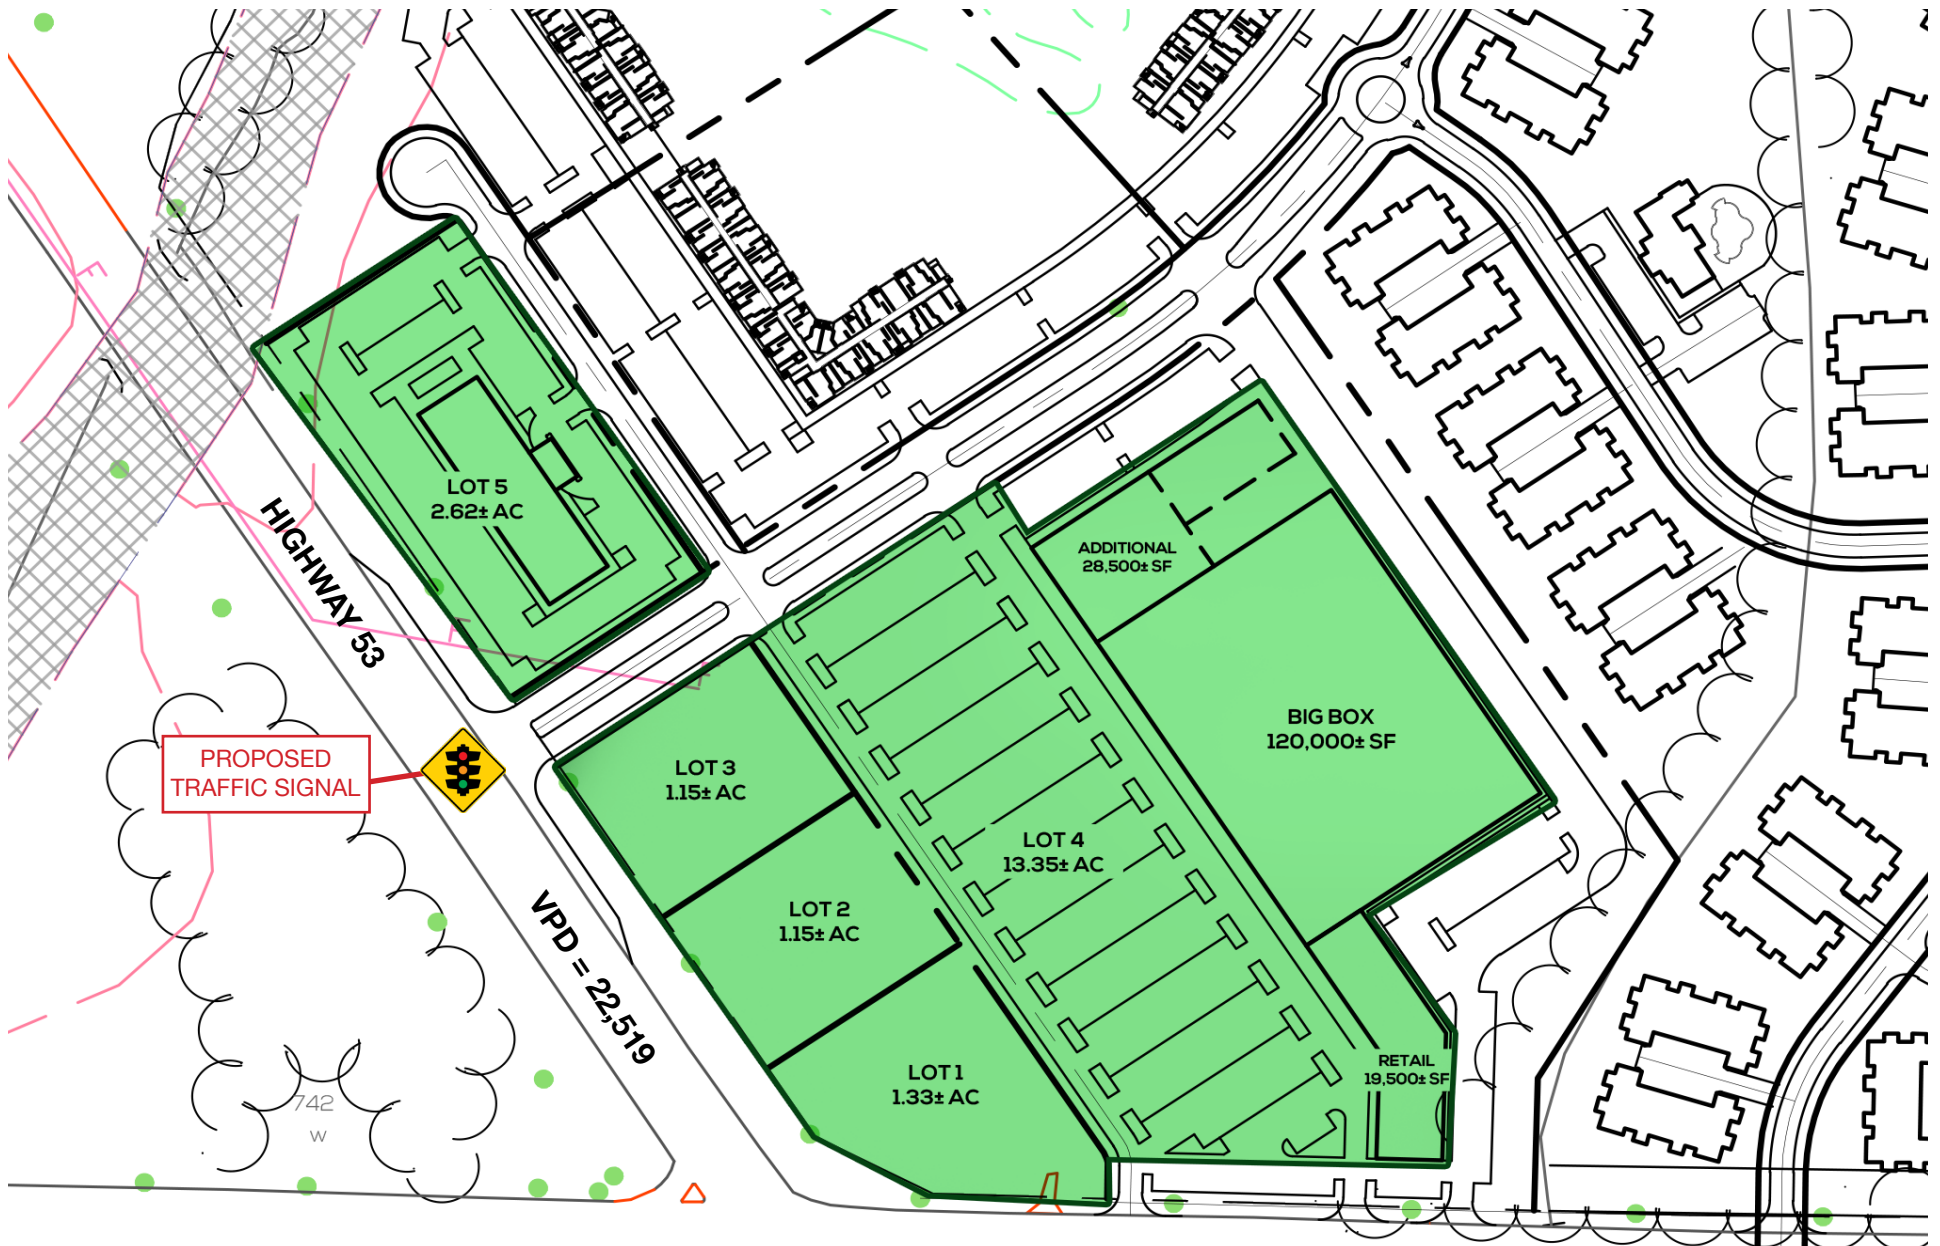 LOT 5
2.62± AC
HIGHWAY 53
ADDITIONAL
28,500± SF
BIG BOX
120,000± SF
PROPOSED
TRAFFIC SIGNAL
LOT 3
1.15± AC
LOT 4
13.35± AC
LOT 2
1.15± AC
VPD = 22,519
LOT 1
1.33± AC
RETAIL
19,500± SF
742
W